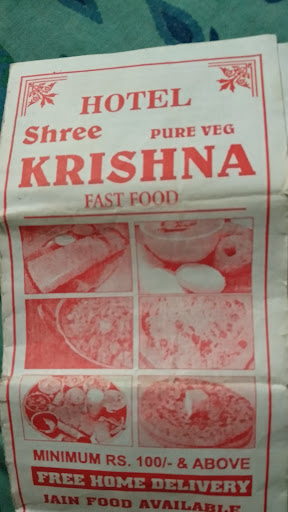 HOTEL
Shree PURE VEG
KRISHNA
FAST FOOD
MINIMUM RS. 100/- & ABOVE
FREE HOME DELIVERY
JAIN FOOD AVAILABLE